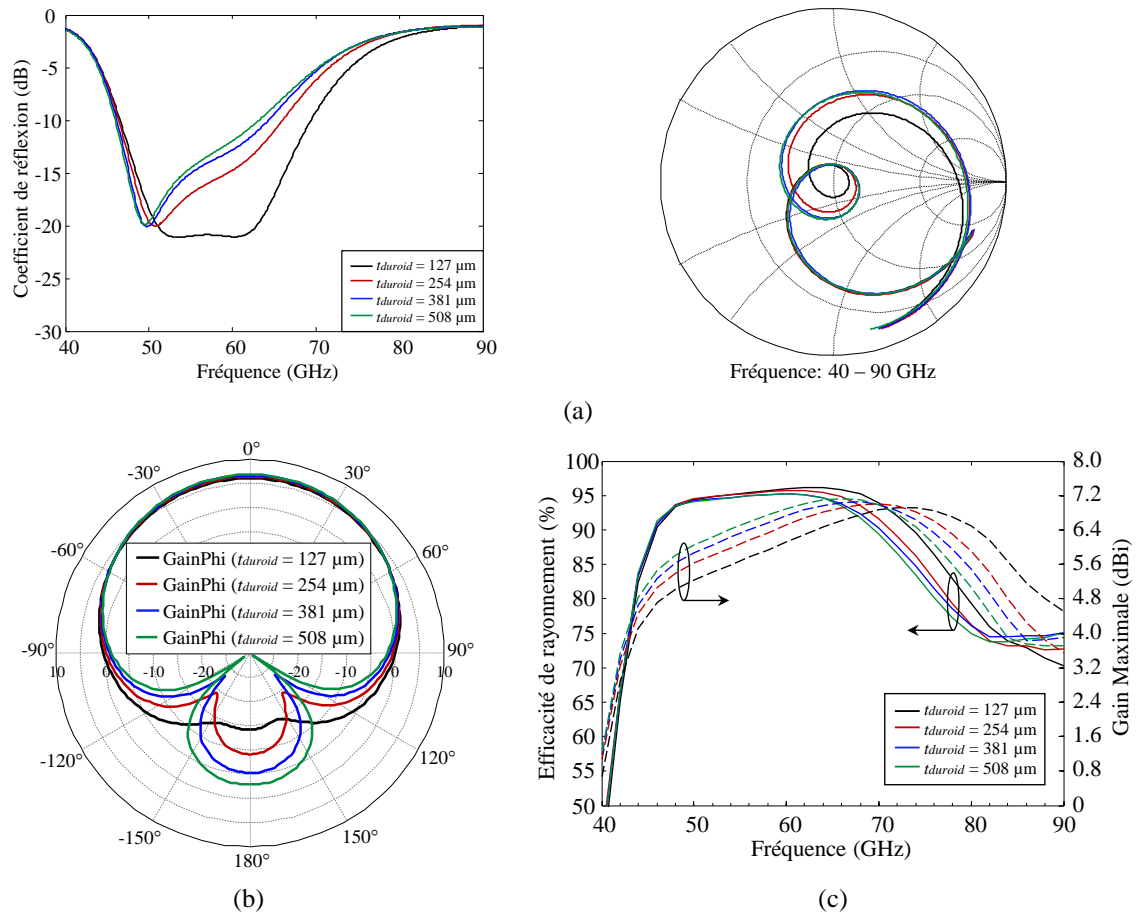 0
-5
-10
-15
-20
-25
-30
Coefficient de réflexion (dB)
tduroid = 127 µm
tduroid = 254 µm
tduroid = 381 µm
tduroid = 508 µm
40 50 60 70 80 90
Fréquence (GHz)
Fréquence: 40 – 90 GHz
(a)
0°
-30° 30°
-60° 60°
GainPhi (tduroid = 127 µm)
GainPhi (tduroid = 254 µm)
GainPhi (tduroid = 381 µm)
GainPhi (tduroid = 508 µm)
-90° 90°
10 0 -10 -20 -20 -10 0 10
-120° 120°
-150° 150°
180°
(b)
100
95
90
85
80
75
70
65
60
55
50
Efficacité de rayonnement (%)
8.0
7.2
6.4
5.6
4.8
4.0
3.2
2.4
1.6
0.8
0
Gain Maximale (dBi)
tduroid = 127 µm
tduroid = 254 µm
tduroid = 381 µm
tduroid = 508 µm
40 50 60 70 80 90
Fréquence (GHz)
(c)